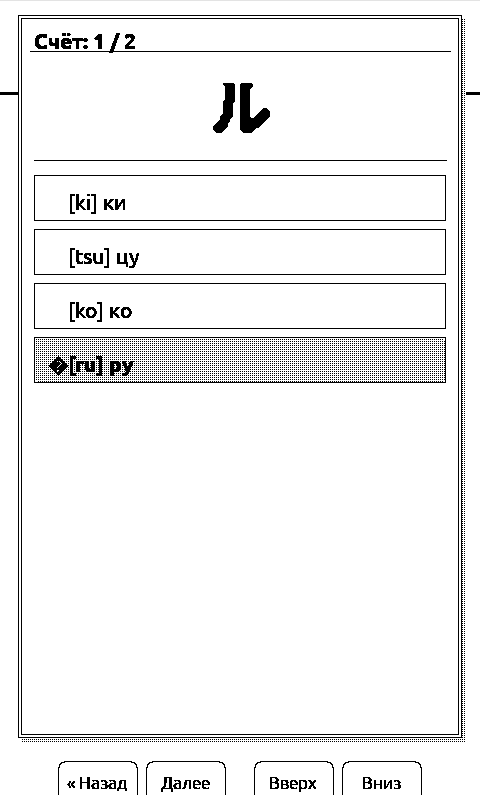 Счёт: 1 / 2
ル
[ki] ки
[tsu] цу
[ko] ко
�[ru] ру
« Назад
Далее
Вверх
Вниз